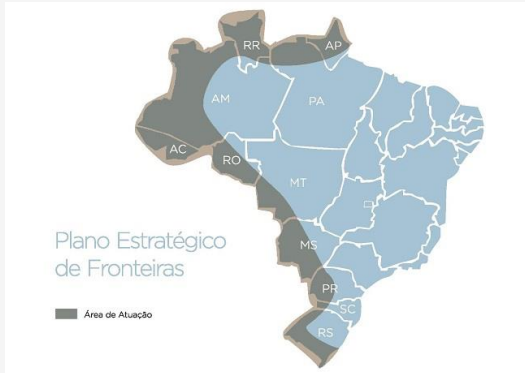 RR
AP
AM
PA
AC
RO
MT
MS
PR
SC
RS
Plano Estratégico
de Fronteiras
Área de Atuação